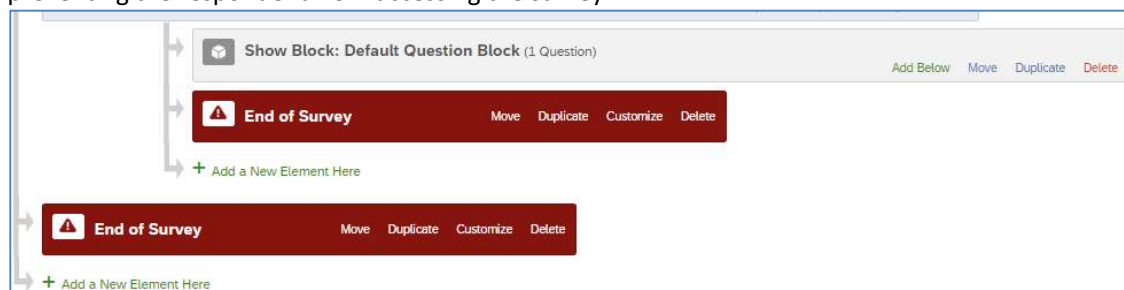 Show Block: Default Question Block (1 Question)
Add Below Move Duplicate Delete
End of Survey Move Duplicate Customize Delete
+ Add a New Element Here
End of Survey Move Duplicate Customize Delete
+ Add a New Element Here